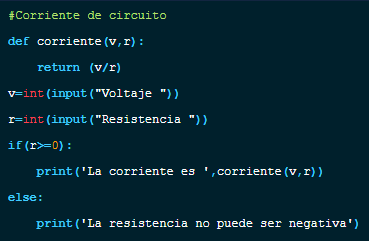 #Corriente de circuito
def corriente(v,r):
    return (v/r)
v=int(input("Voltaje "))
r=int(input("Resistencia "))
if(r>=0):
    print('La corriente es ',corriente(v,r))
else:
    print('La resistencia no puede ser negativa')